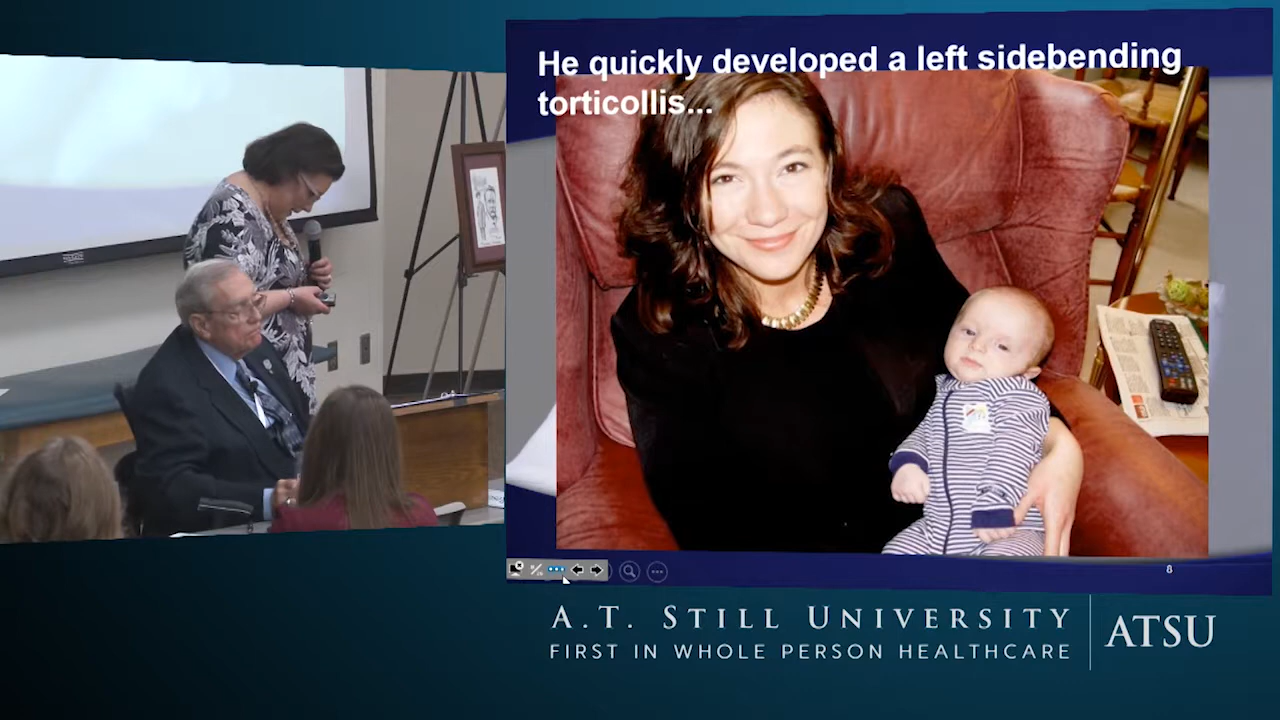 He quickly developed a left sidebending
torticollis...
8
A.T. STILL UNIVERSITY
FIRST IN WHOLE PERSON HEALTHCARE
ATSU